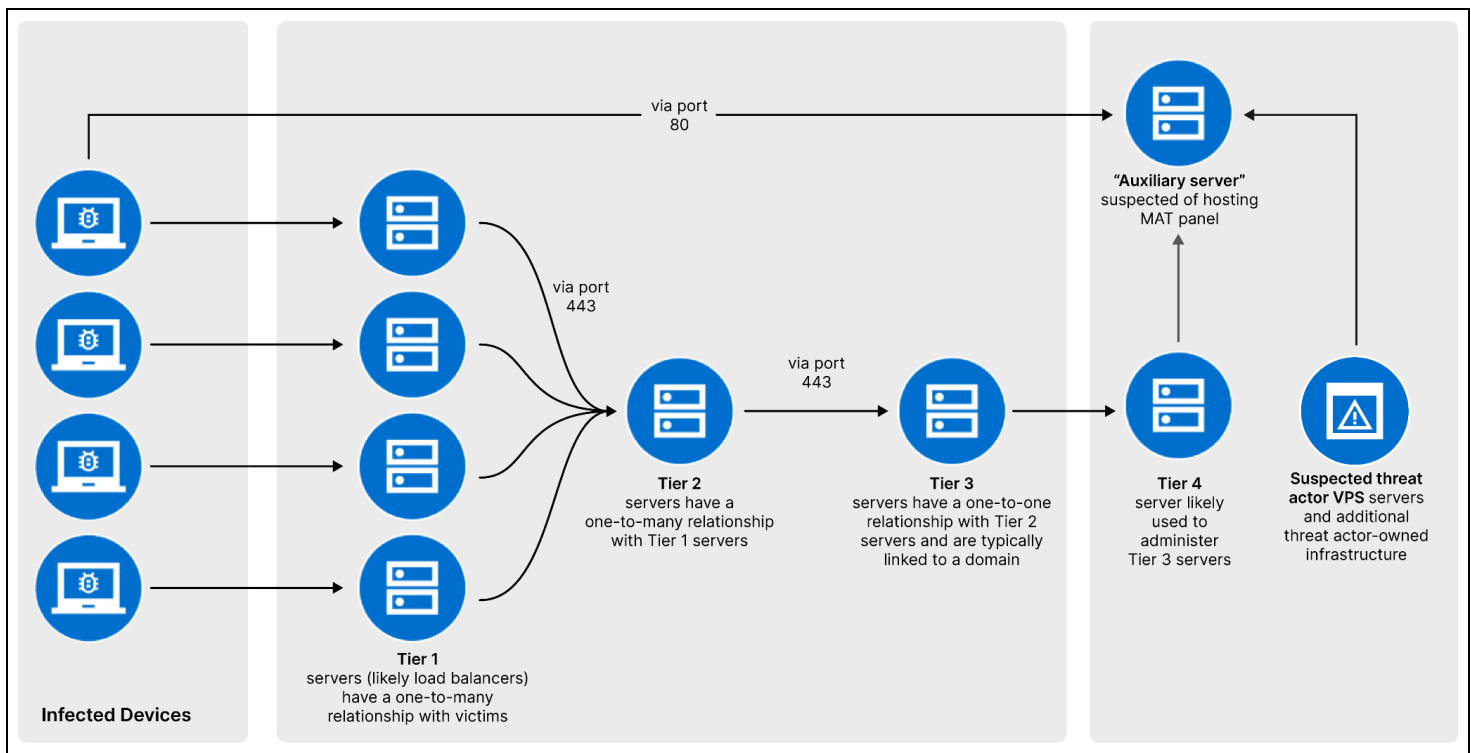 via port
80
"Auxiliary server"
suspected of hosting
MAT panel
via port
443
via port
443
Tier 2
servers have a
one-to-many relationship
with Tier 1 servers
Tier 3
servers have a one-to-one
relationship with Tier 2
servers and are typically
linked to a domain
Tier 4
server likely
used to
administer
Tier 3 servers
Suspected threat
actor VPS servers
and additional
threat actor-owned
infrastructure
Tier 1
servers (likely load balancers)
have a one-to-many
relationship with victims
Infected Devices